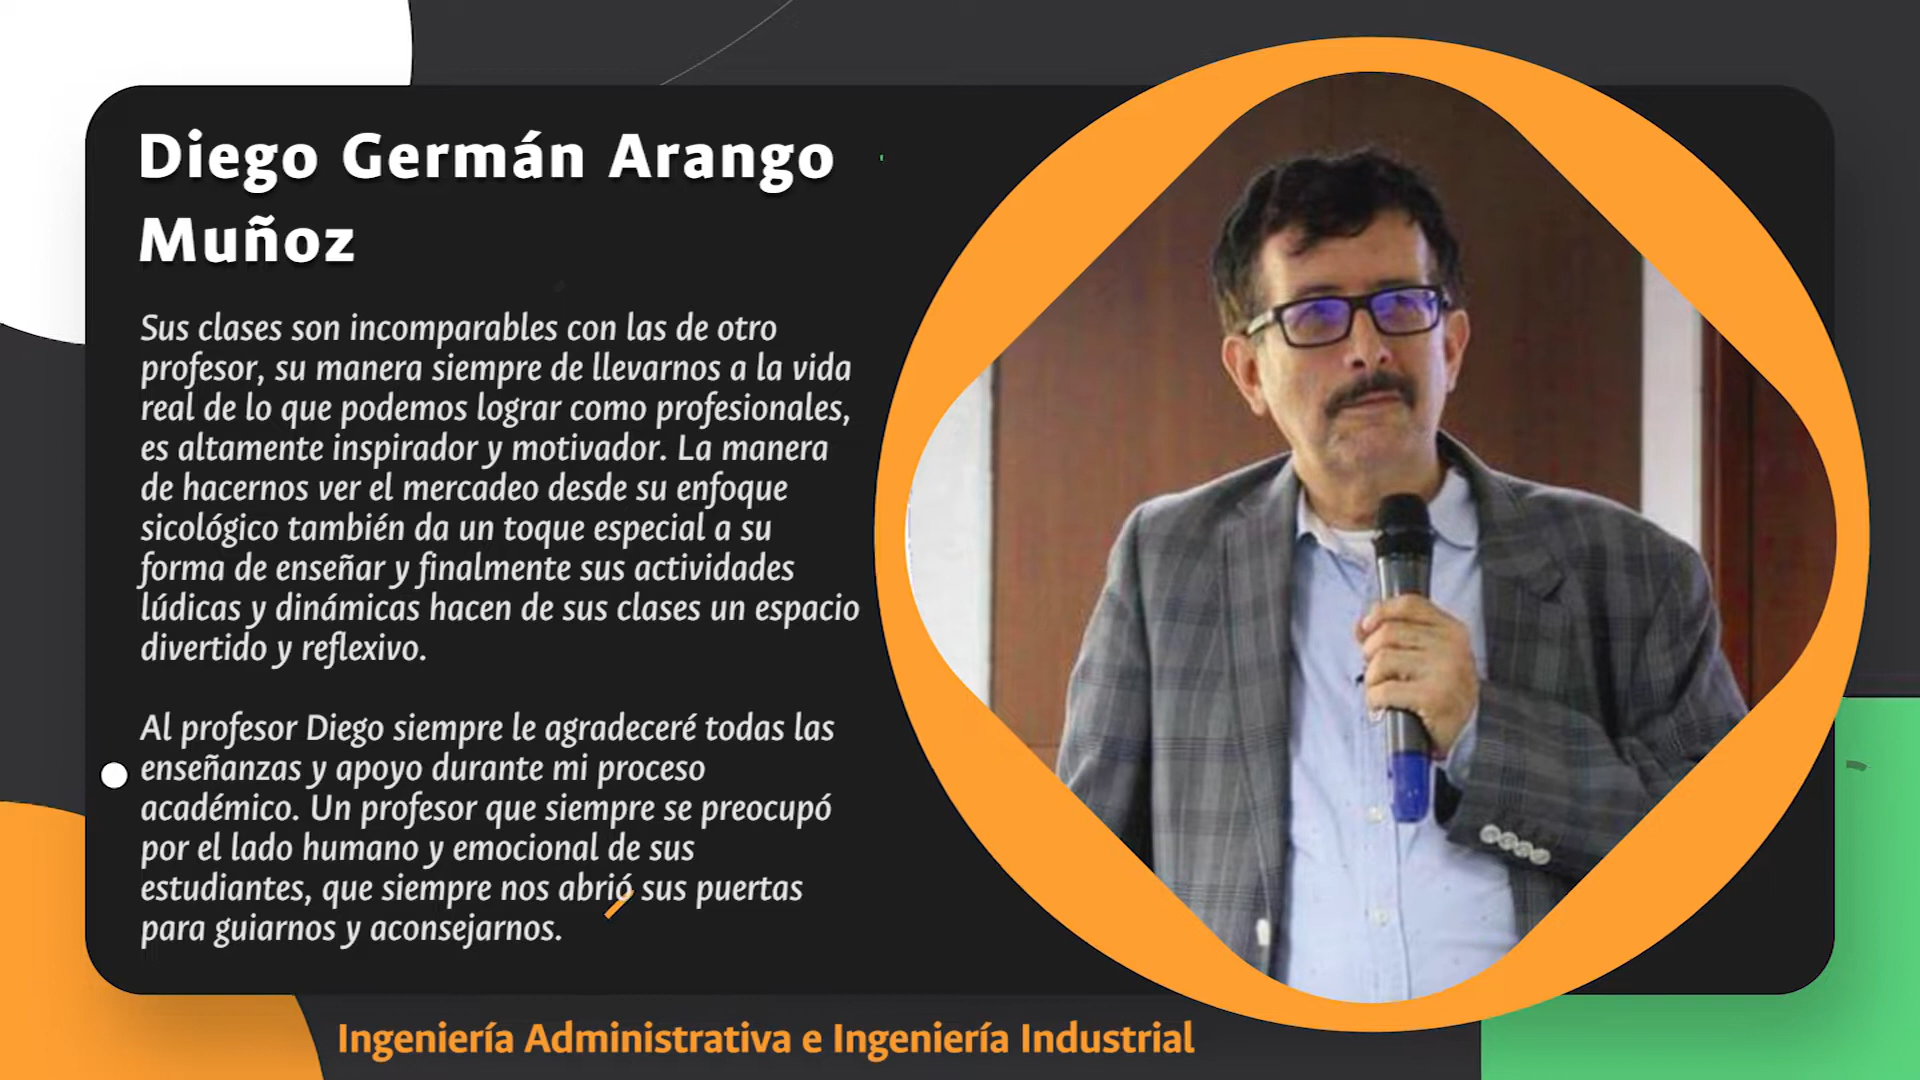 Diego Germán Arango
Muñoz
Sus clases son incomparables con las de otro
profesor, su manera siempre de llevarnos a la vida
real de lo que podemos lograr como profesionales,
es altamente inspirador y motivador. La manera
de hacernos ver el mercadeo desde su enfoque
sicológico también da un toque especial a su
forma de enseñar y finalmente sus actividades
lúdicas y dinámicas hacen de sus clases un espacio
divertido y reflexivo.
Al profesor Diego siempre le agradeceré todas las
enseñanzas y apoyo durante mi proceso
académico. Un profesor que siempre se preocupó
por el lado humano y emocional de sus
estudiantes, que siempre nos abrió sus puertas
para guiarnos y aconsejarnos.
Ingeniería Administrativa e Ingeniería Industrial